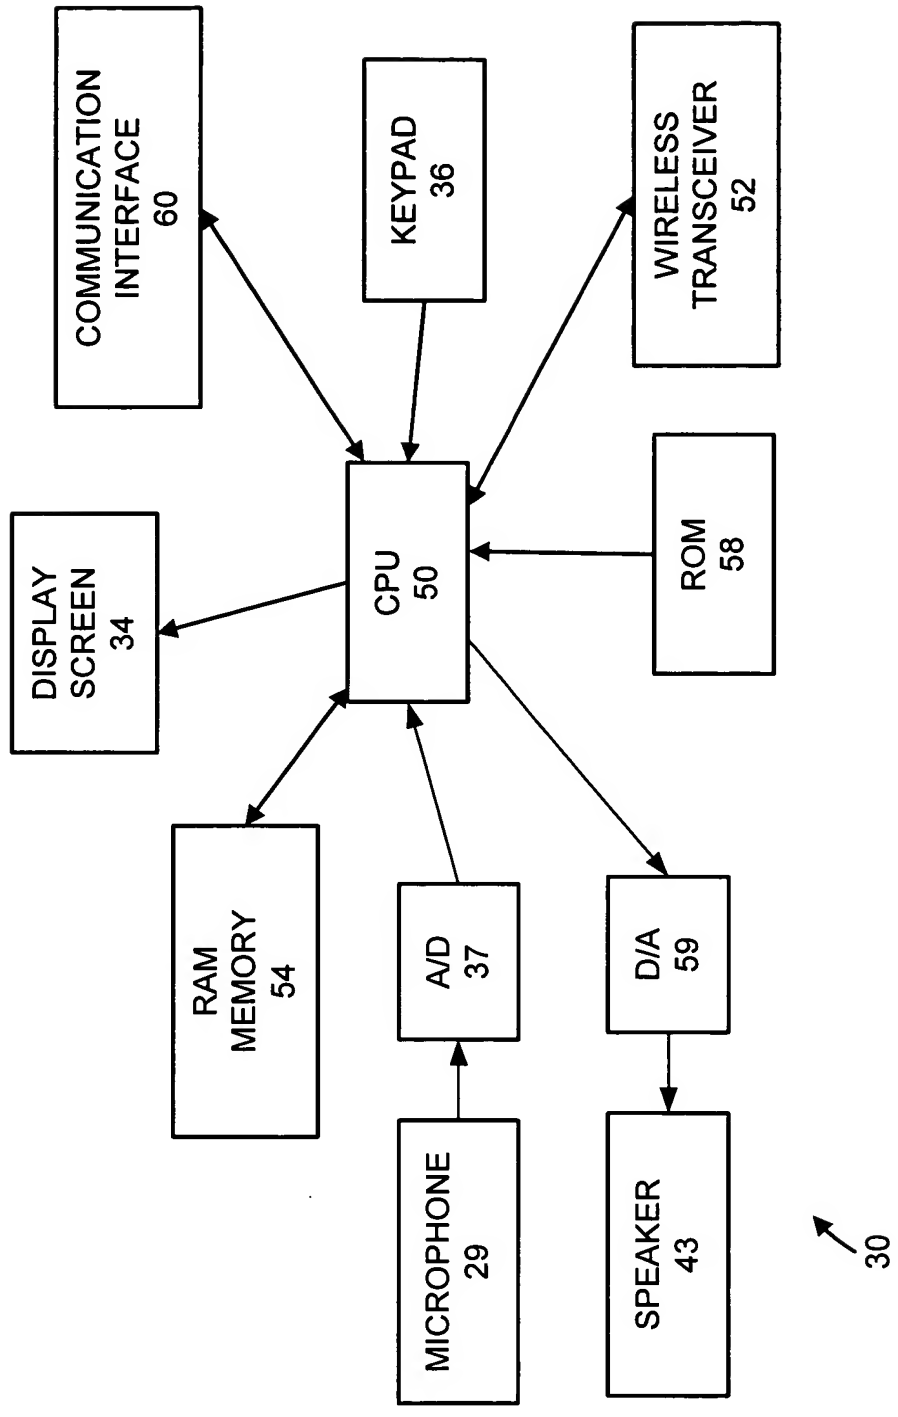 DISPLAY
SCREEN
34
COMMUNICATION
INTERFACE
60
RAM
MEMORY
54
CPU
50
KEYPAD
36
MICROPHONE
29
A/D
37
SPEAKER
43
D/A
59
ROM
58
WIRELESS
TRANSCEIVER
52
30